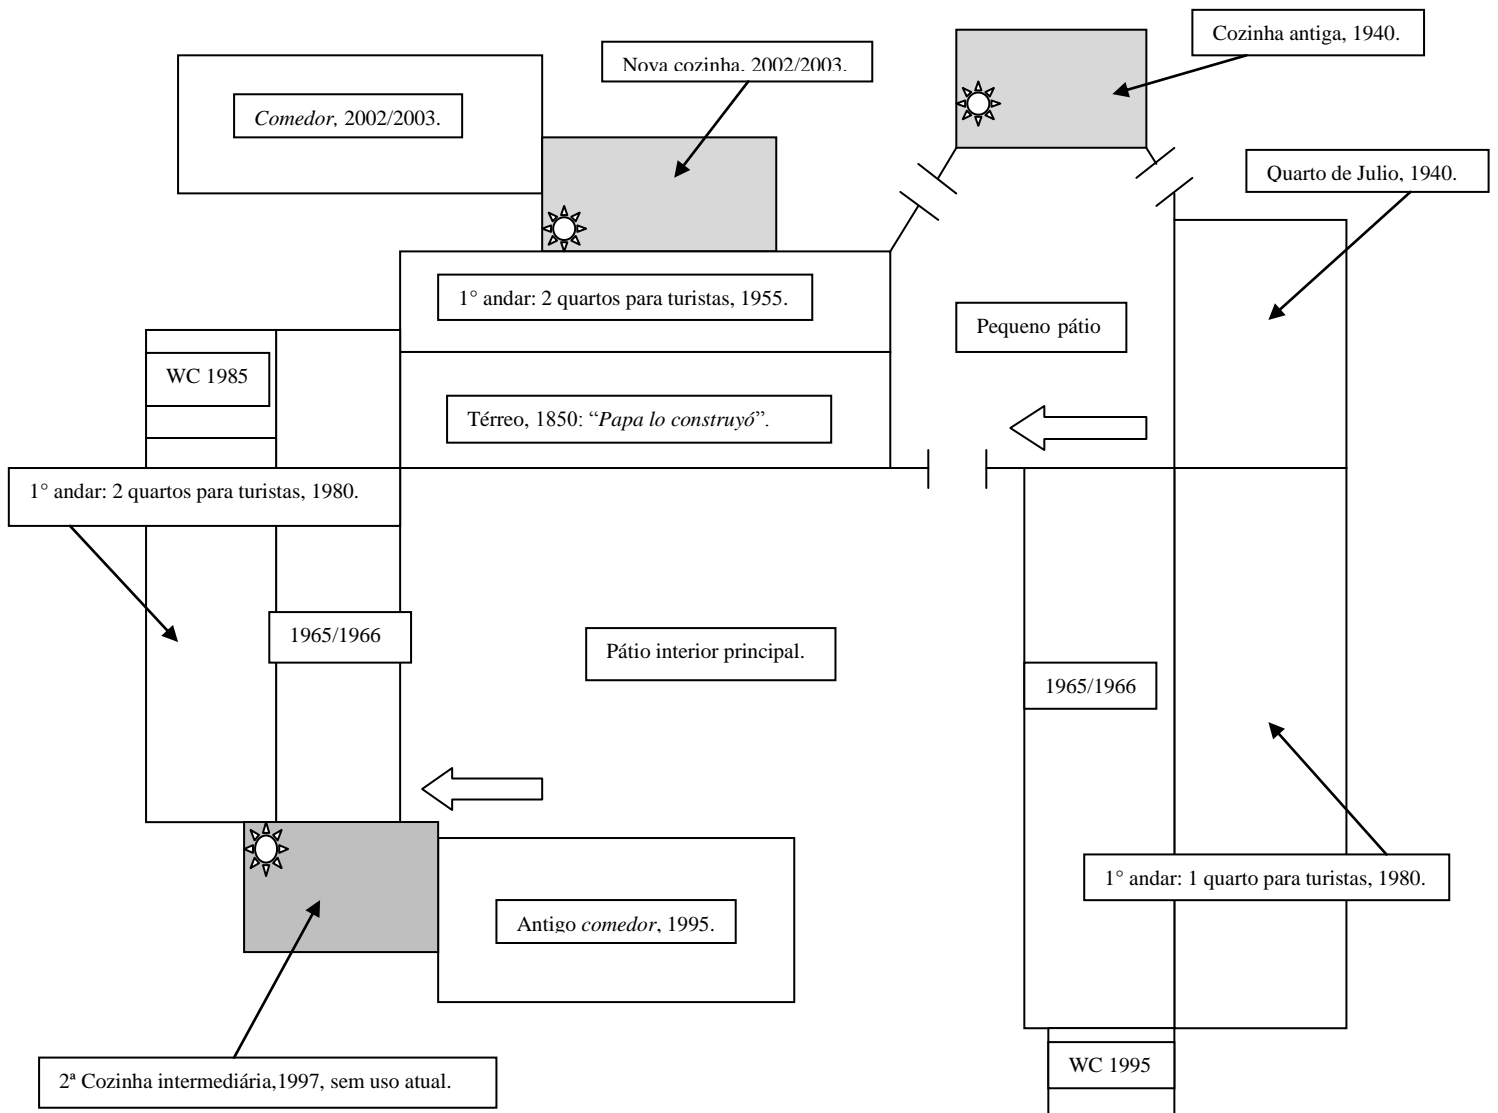 Cozinha antiga, 1940.
Nova cozinha. 2002/2003.
Comedor, 2002/2003.
Quarto de Julio, 1940.
1° andar: 2 quartos para turistas, 1955.
Pequeno pátio
WC 1985
Térreo, 1850: “Papa lo construyó”.
1° andar: 2 quartos para turistas, 1980.
1965/1966
Pátio interior principal.
1965/1966
1° andar: 1 quarto para turistas, 1980.
Antigo comedor, 1995.
WC 1995
2ª Cozinha intermediária,1997, sem uso atual.